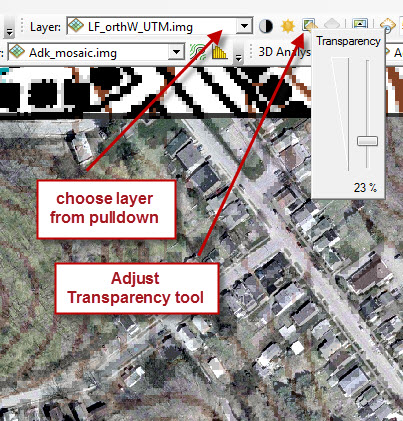 Layer: LF_orthW_UTM.img
Adk_mosaic.img 3D Analys
Transparency
23 %
choose layer
from pulldown
Adjust
Transparency tool